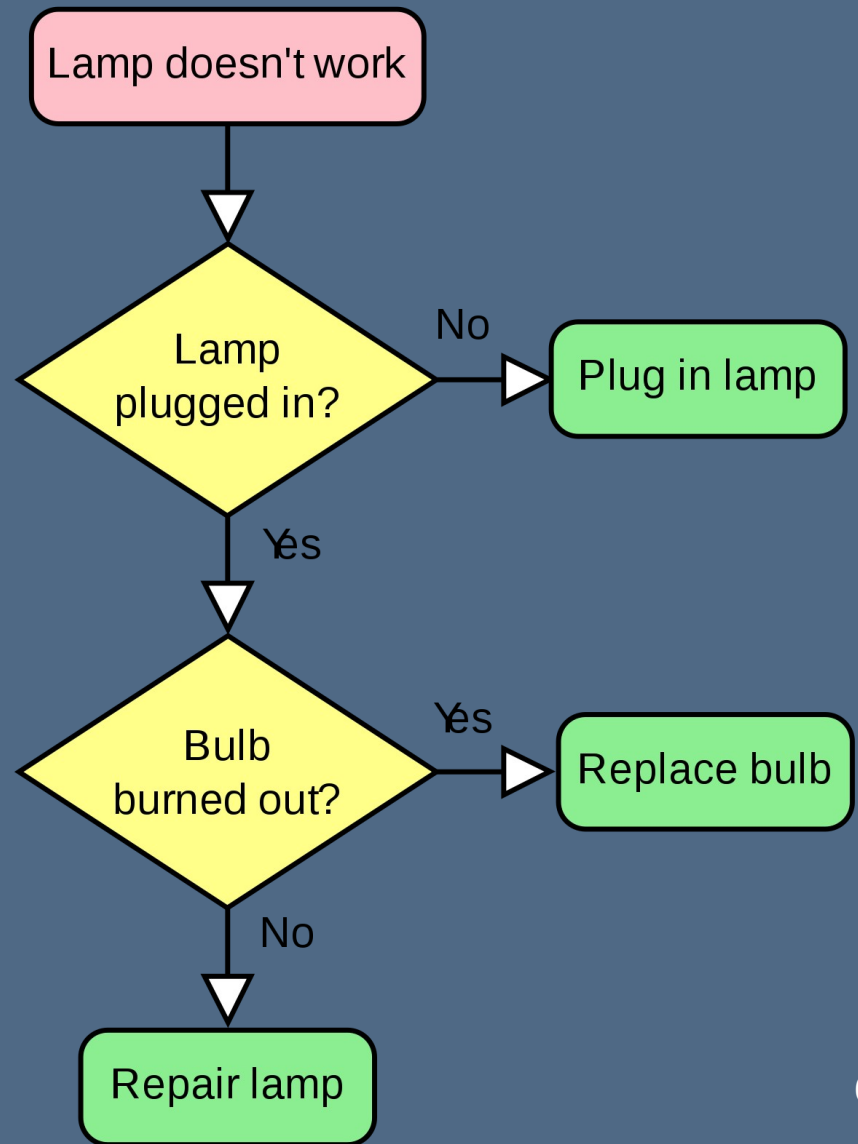 Lamp doesn't work
Lamp
plugged in?
No
Plug in lamp
Yes
Bulb
burned out?
Yes
Replace bulb
No
Repair lamp